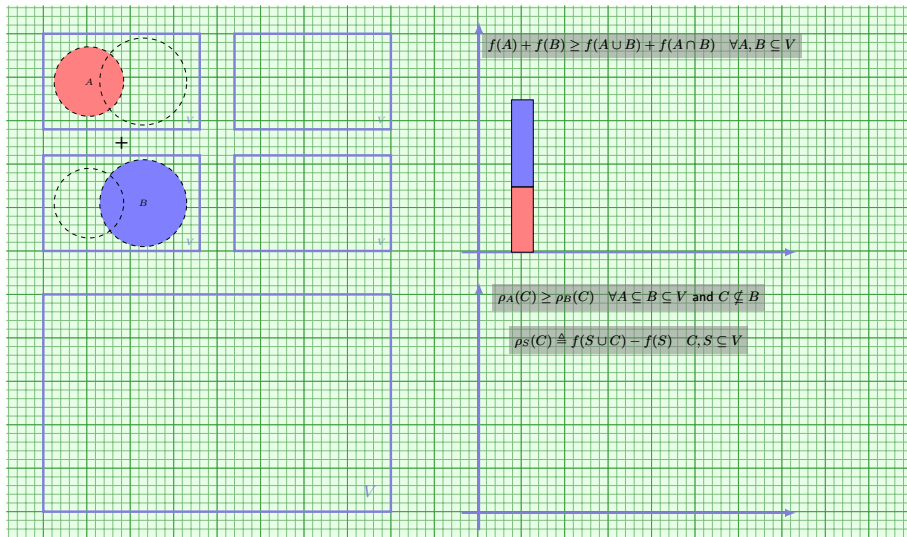 A
V
+
B
V
V
V
V
f(A) + f(B) ≥ f(A ∪ B) + f(A ∩ B) ∀A, B ⊆ V
ρ_A(C) ≥ ρ_B(C) ∀A ⊆ B ⊆ V and C ⊈ B
ρ_S(C) ≜ f(S ∪ C) − f(S) C, S ⊆ V